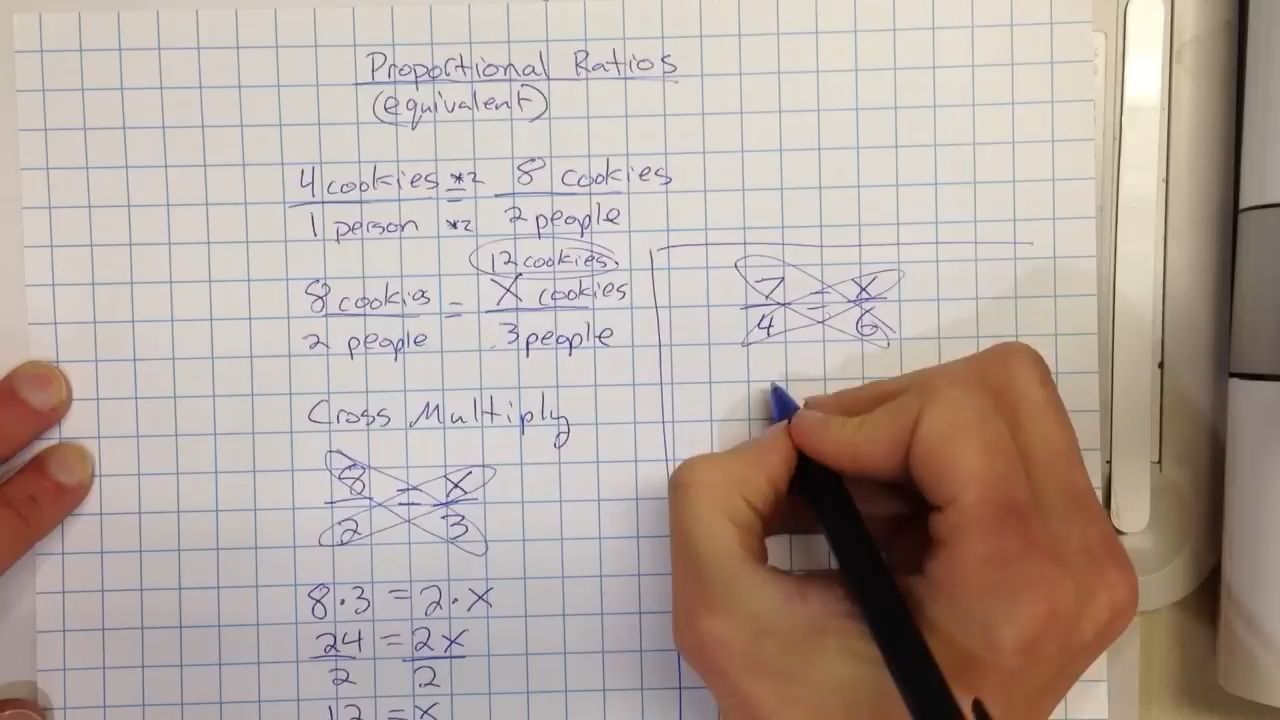 Proportional Ratios
(equivalent)
4 cookies *2 = 8 cookies
1 person *2 2 people
12 cookies
8 cookies = X cookies
2 people 3 people
Cross Multiply
8 = x
2 3
8 · 3 = 2 · x
24 = 2x
2 2
12 = x
7 = x
4 6